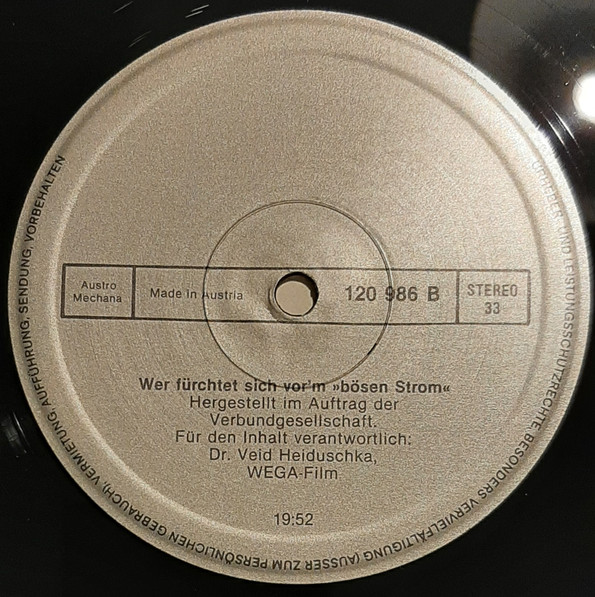 URHEBER- UND LEISTUNGSSCHUTZRECHTE, BESONDERS VERVIELFÄLTIGUNG (AUSSER ZUM PERSÖNLICHEN GEBRAUCH), VERMIETUNG, AUFFÜHRUNG, SENDUNG, VORBEHALTEN
Austro
Mechana
Made in Austria
120 986 B
STEREO
33
Wer fürchtet sich vor'm »bösen Strom«
Hergestellt im Auftrag der
Verbundgesellschaft.
Für den Inhalt verantwortlich:
Dr. Veid Heiduschka,
WEGA-Film
19:52